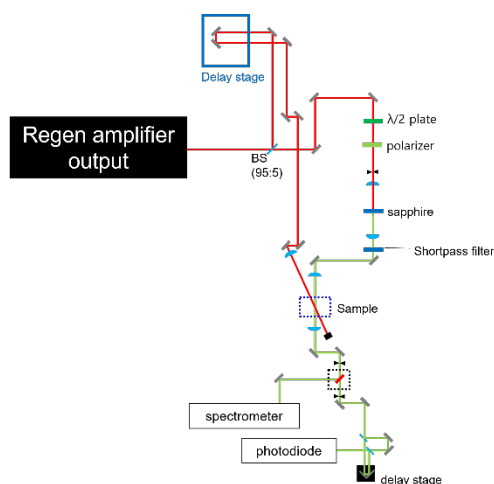 Delay stage
Regen amplifier
output
BS
(95:5)
λ/2 plate
polarizer
sapphire
Shortpass filter
Sample
spectrometer
photodiode
delay stage